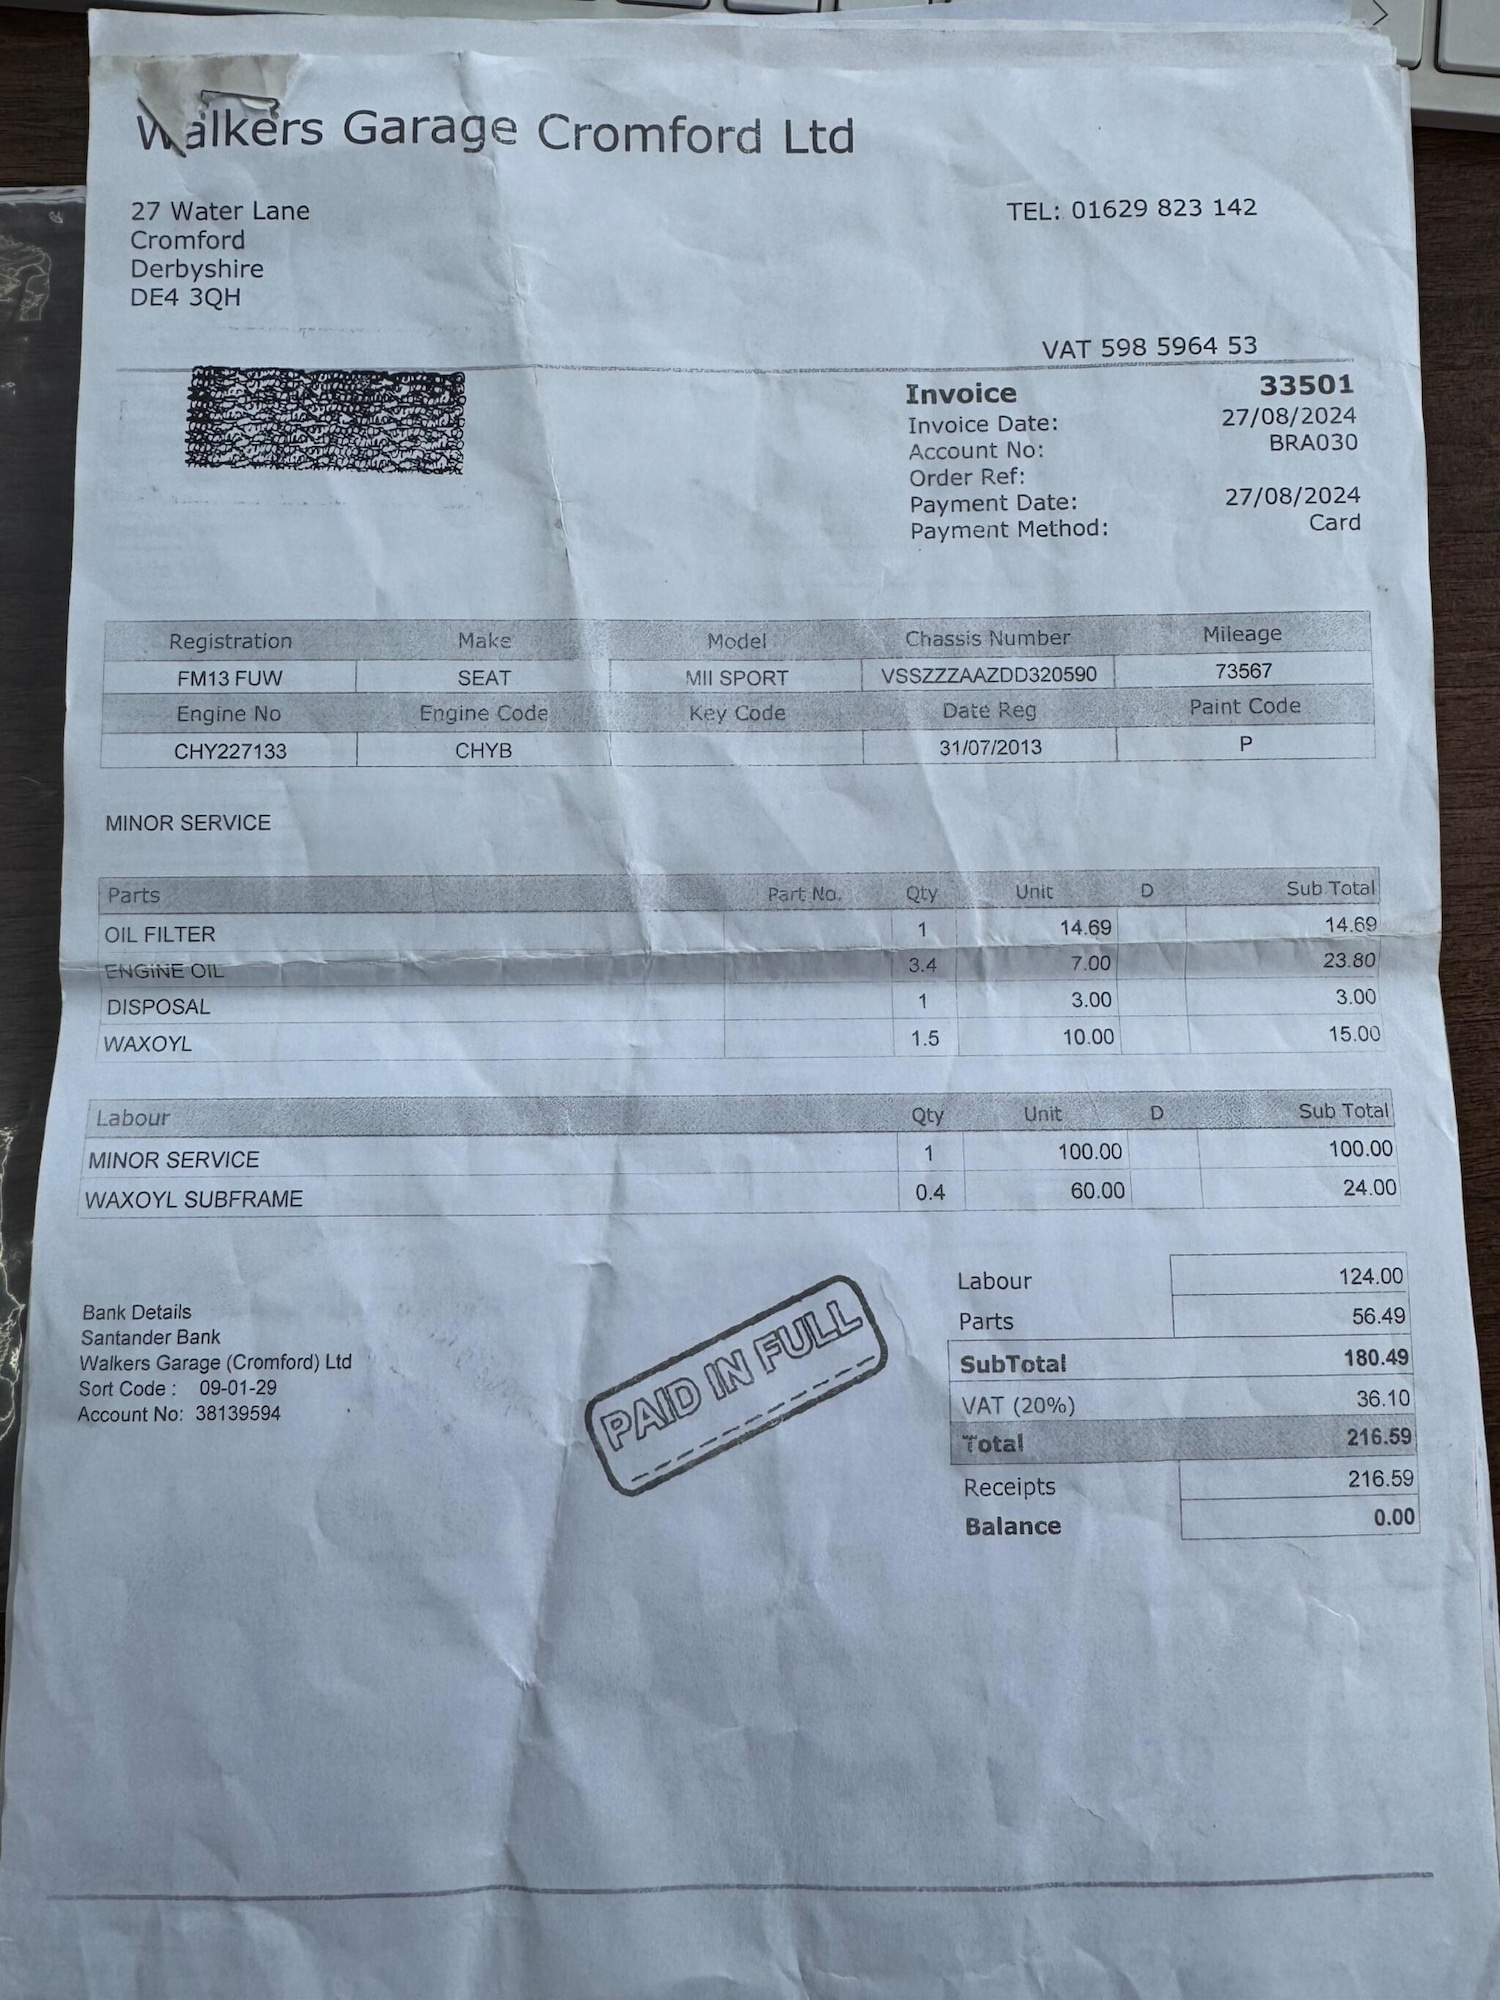 Walkers Garage Cromford Ltd
27 Water Lane
Cromford
Derbyshire
DE4 3QH
TEL: 01629 823 142
VAT 598 5964 53
Invoice 33501
Invoice Date: 27/08/2024
Account No: BRA030
Order Ref:
Payment Date: 27/08/2024
Payment Method: Card
Registration Make Model Chassis Number Mileage
FM13 FUW SEAT MII SPORT VSSZZZAAZDD320590 73567
Engine No Engine Code Key Code Date Reg Paint Code
CHY227133 CHYB 31/07/2013 P
MINOR SERVICE
Parts Part No. Qty Unit D Sub Total
OIL FILTER 1 14.69 14.69
ENGINE OIL 3.4 7.00 23.80
DISPOSAL 1 3.00 3.00
WAXOYL 1.5 10.00 15.00
Labour Qty Unit D Sub Total
MINOR SERVICE 1 100.00 100.00
WAXOYL SUBFRAME 0.4 60.00 24.00
Bank Details
Santander Bank
Walkers Garage (Cromford) Ltd
Sort Code : 09-01-29
Account No: 38139594
PAID IN FULL
Labour 124.00
Parts 56.49
SubTotal 180.49
VAT (20%) 36.10
Total 216.59
Receipts 216.59
Balance 0.00